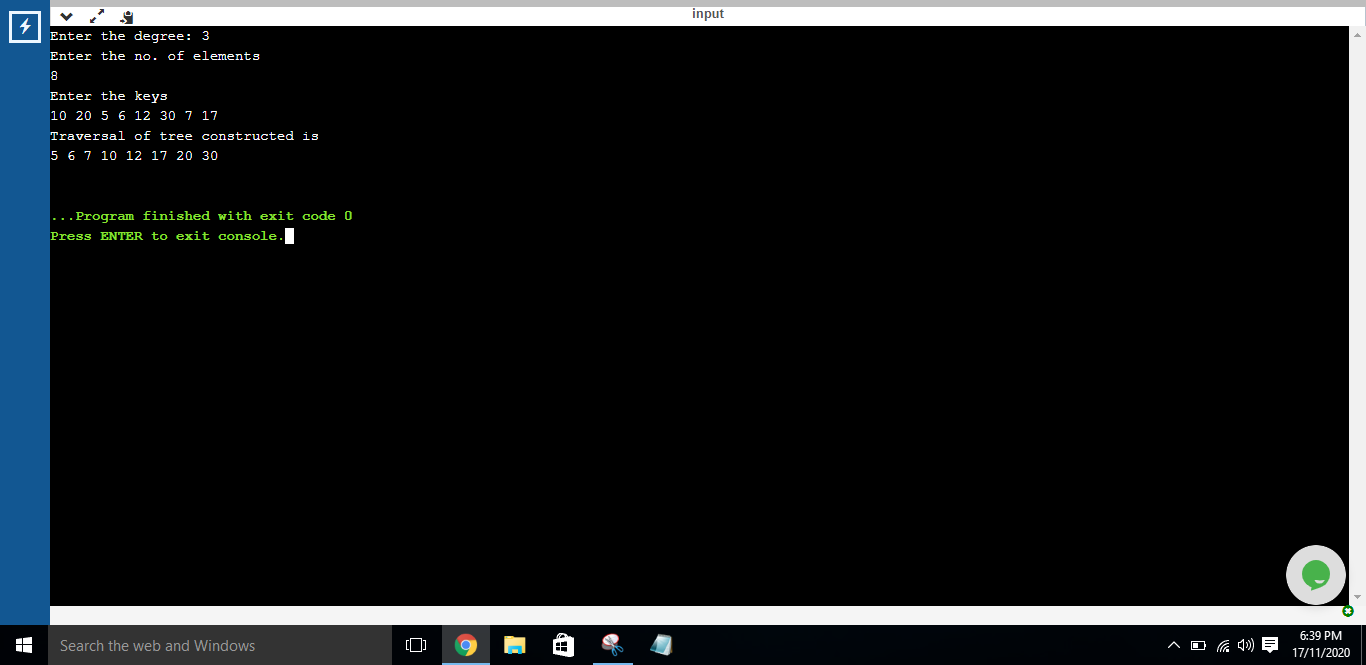 input
Enter the degree: 3
Enter the no. of elements
8
Enter the keys
10 20 5 6 12 30 7 17
Traversal of tree constructed is
5 6 7 10 12 17 20 30
...Program finished with exit code 0
Press ENTER to exit console.
Search the web and Windows
6:39 PM
17/11/2020